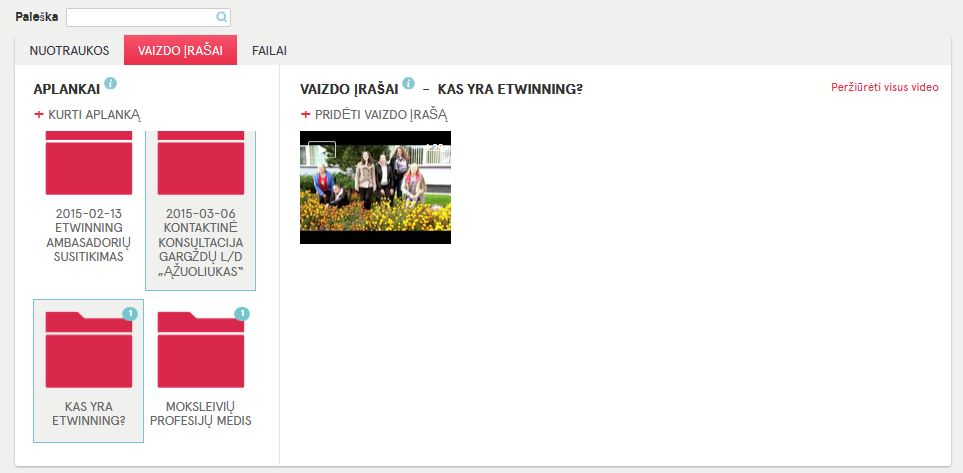 Paleška
NUOTRAUKOS
VAIZDO ĮRAŠAI
FAILAI
APLANKAI i
+ KURTI APLANKĄ
2015-02-13
ETWINNING
AMBASADORIŲ
SUSITIKIMAS
2015-03-06
KONTAKTINĖ
KONSULTACIJA
GARGŽDŲ L/D
„ĄŽUOLIUKAS“
1
KAS YRA
ETWINNING?
1
MOKSLEIVIŲ
PROFESIJŲ MEDIS
VAIZDO ĮRAŠAI i – KAS YRA ETWINNING?
Peržiūrėti visus video
+ PRIDĖTI VAIZDO ĮRAŠĄ